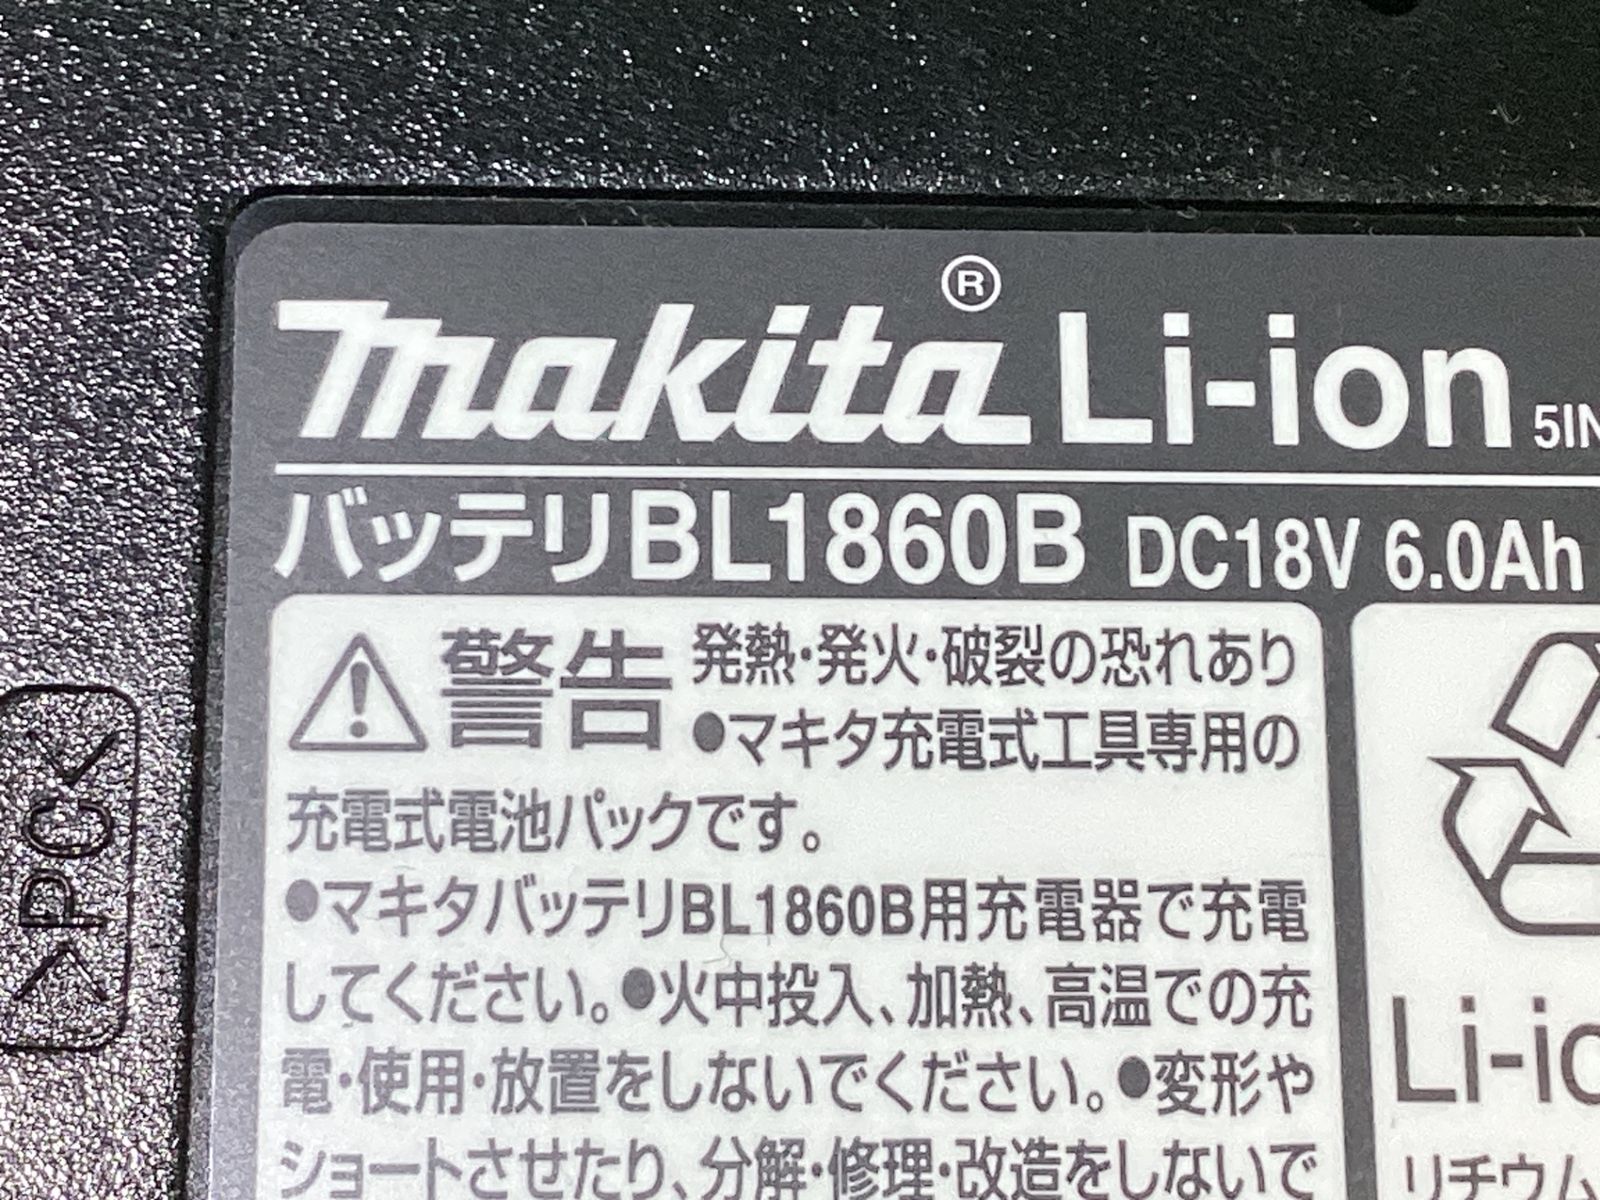 makita® Li-ion 5IN
バッテリBL1860B DC18V 6.0Ah
警告 発熱・発火・破裂の恐れあり
●マキタ充電式工具専用の
充電式電池パックです。
●マキタバッテリBL1860B用充電器で充電
してください。●火中投入、加熱、高温での充
電・使用・放置をしないでください。●変形や
ショートさせたり、分解・修理・改造をしないで
Li-io
リチウム
>PC<